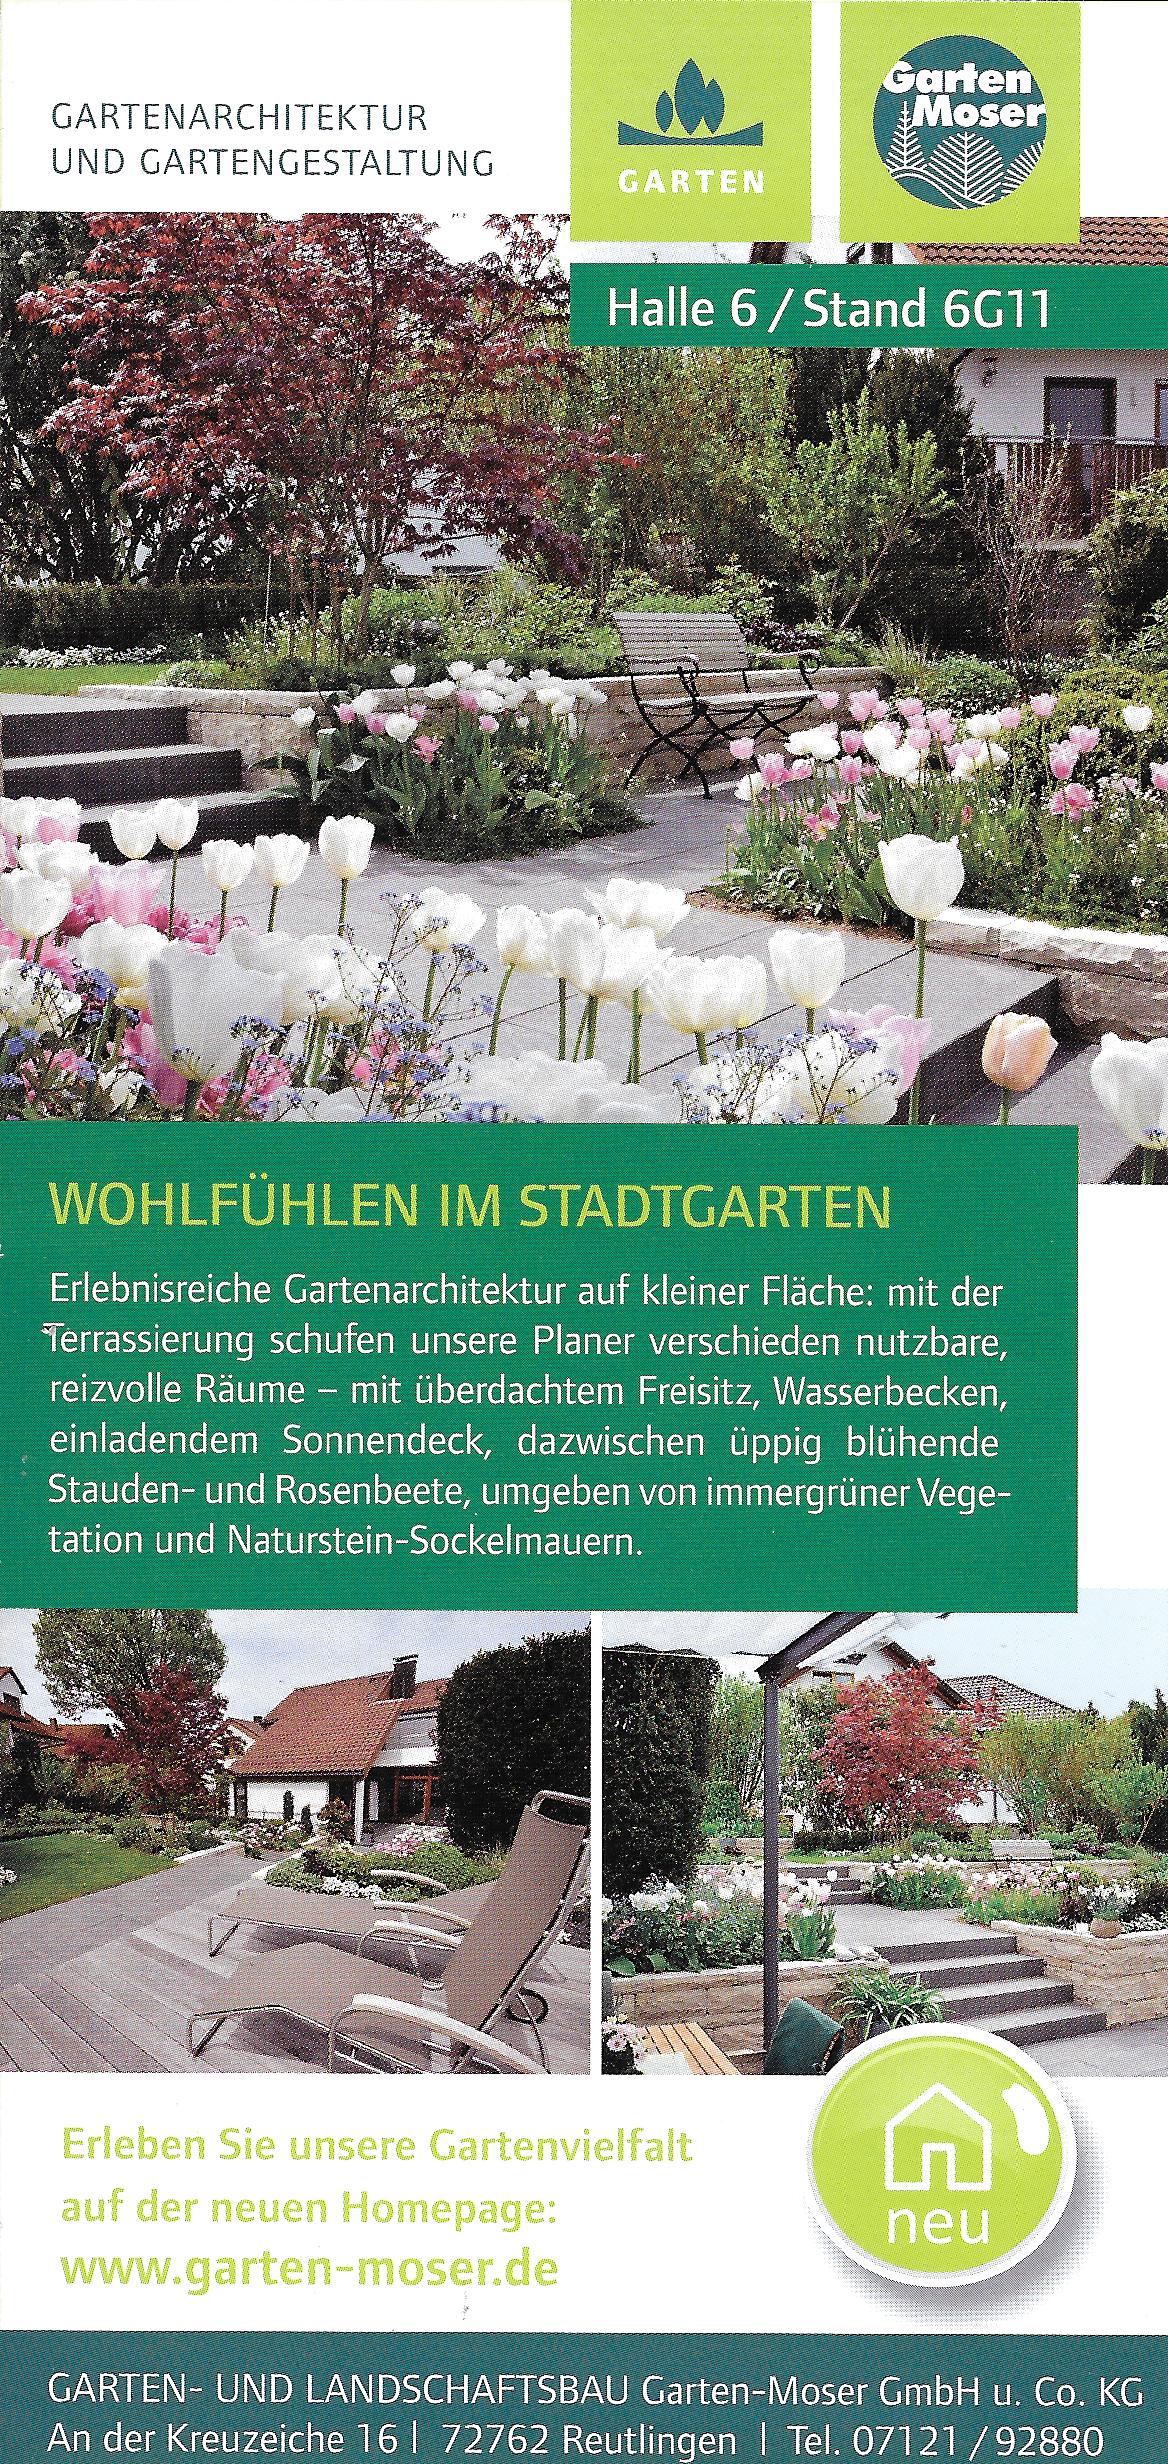 GARTENARCHITEKTUR
UND GARTENGESTALTUNG
GARTEN
Garten
Moser
Halle 6 / Stand 6G11
WOHLFÜHLEN IM STADTGARTEN
Erlebnisreiche Gartenarchitektur auf kleiner Fläche: mit der
Terrassierung schufen unsere Planer verschieden nutzbare,
reizvolle Räume – mit überdachtem Freisitz, Wasserbecken,
einladendem Sonnendeck, dazwischen üppig blühende
Stauden- und Rosenbeete, umgeben von immergrüner Vege-
tation und Naturstein-Sockelmauern.
Erleben Sie unsere Gartenvielfalt
auf der neuen Homepage:
www.garten-moser.de
neu
GARTEN- UND LANDSCHAFTSBAU Garten-Moser GmbH u. Co. KG
An der Kreuzeiche 16 | 72762 Reutlingen | Tel. 07121 / 92880